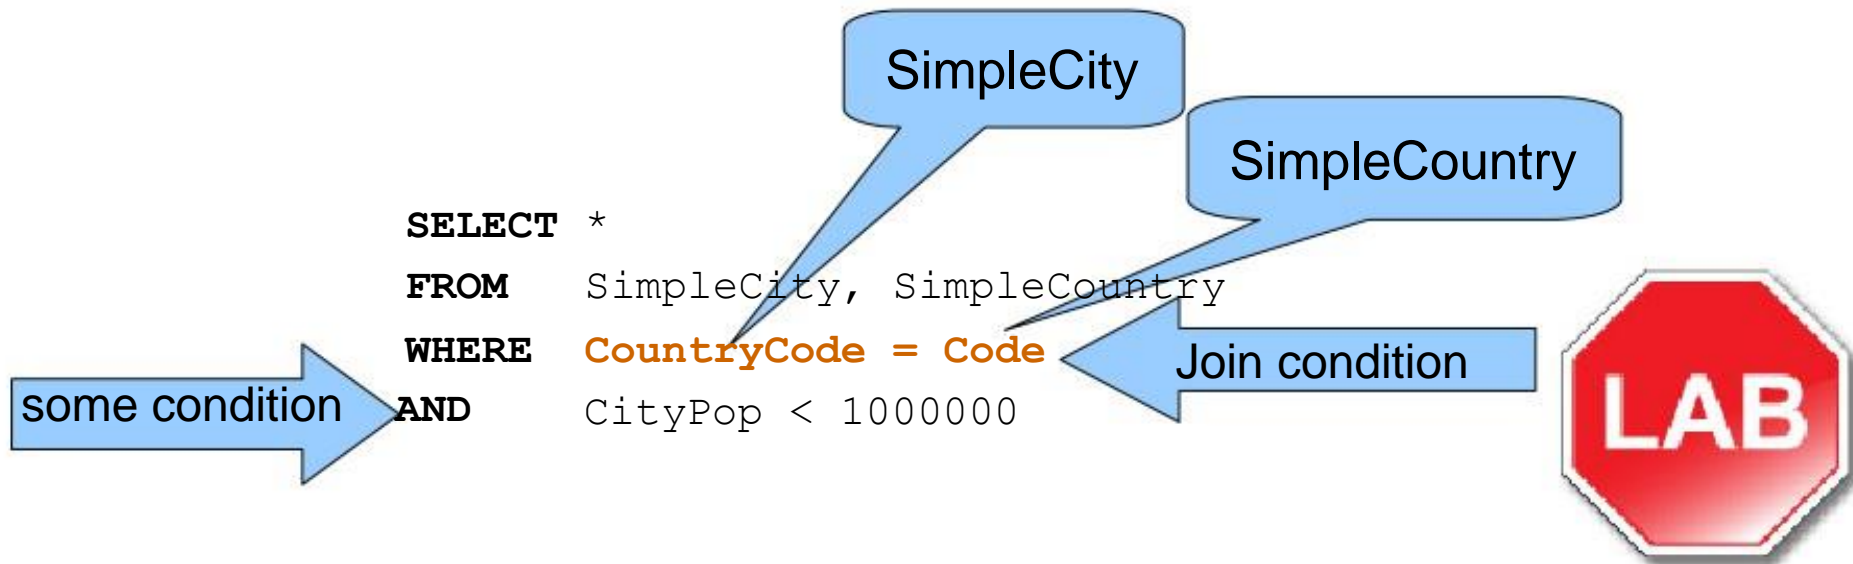 SimpleCity
SimpleCountry
SELECT *
FROM SimpleCity, SimpleCountry
WHERE CountryCode = Code
Join condition
some condition
AND CityPop < 1000000
LAB